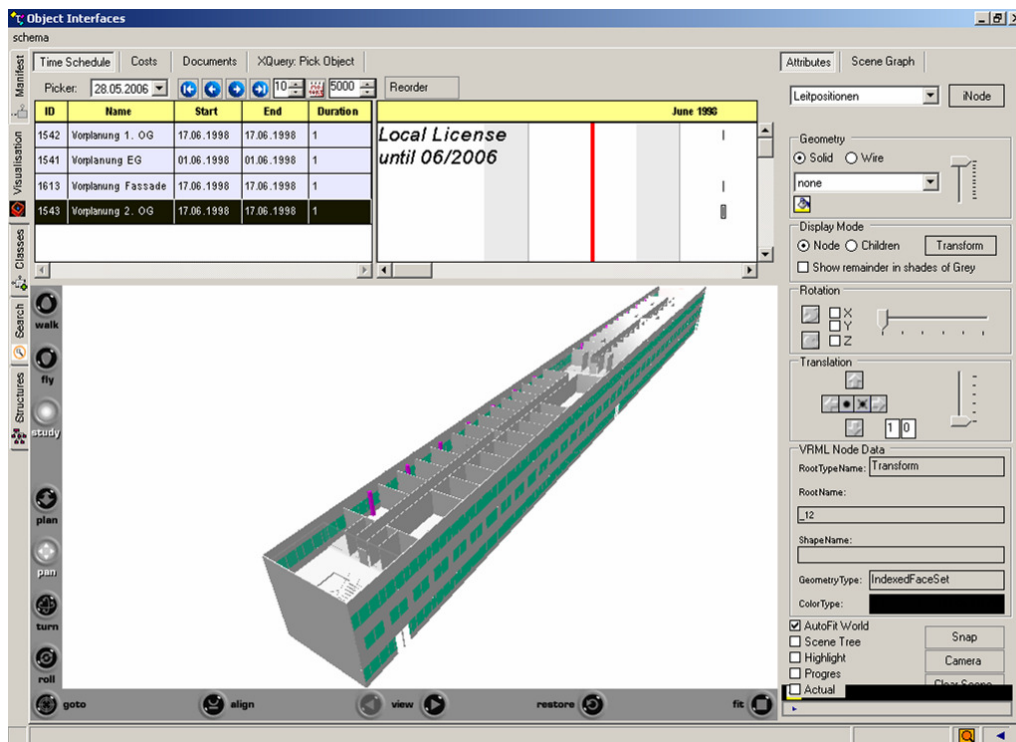 Object Interfaces
schema
Manifest
Visualisation
Classes
Search
Structures
Time Schedule Costs Documents XQuery: Pick Object
Picker: 28.05.2006 10 5000 Reorder
ID Name Start End Duration
1542 Vorplanung 1. OG 17.06.1998 17.06.1998 1
1541 Vorplanung EG 01.06.1998 01.06.1998 1
1613 Vorplanung Fassade 17.06.1998 17.06.1998 1
1543 Vorplanung 2. OG 17.06.1998 17.06.1998 1
June 1998
Local License
until 06/2006
walk
fly
study
plan
pan
turn
roll
goto align view restore fit
Attributes Scene Graph
Leitpositionen iNode
Geometry
Solid Wire
none
Display Mode
Node Children Transform
Show remainder in shades of Grey
Rotation
X
Y
Z
Translation
1 0
VRML Node Data
RootTypeName: Transform
RootName:
_12
ShapeName:
GeometryType: IndexedFaceSet
ColorType:
AutoFit World
Scene Tree
Highlight
Progres
Actual
Snap
Camera
Clear Scene